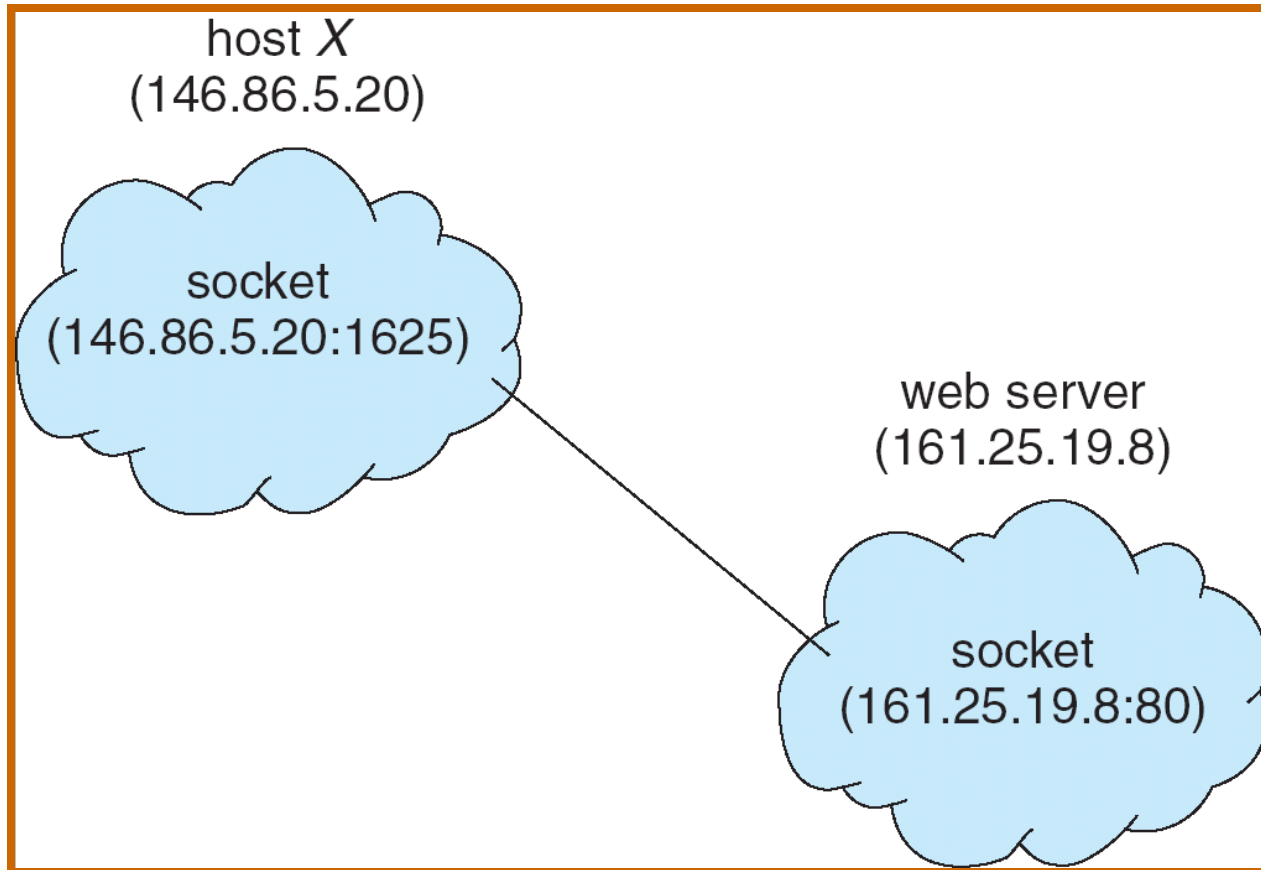 host X
(146.86.5.20)
socket
(146.86.5.20:1625)
web server
(161.25.19.8)
socket
(161.25.19.8:80)